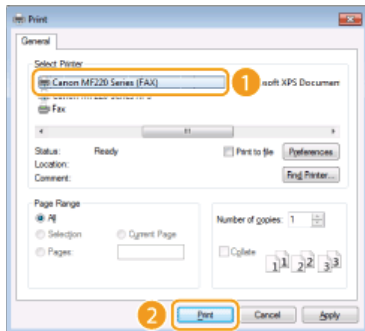 Print
General
Select Printer
Canon MF220 Series (FAX)
1
osoft XPS Documen
Fax
Status: Ready
Print to file
Preferences
Location:
Comment:
Find Printer...
Page Range
All
Selection
Current Page
Pages:
Number of copies: 1
Collate
1 1 2 2 3 3
2
Print
Cancel
Apply